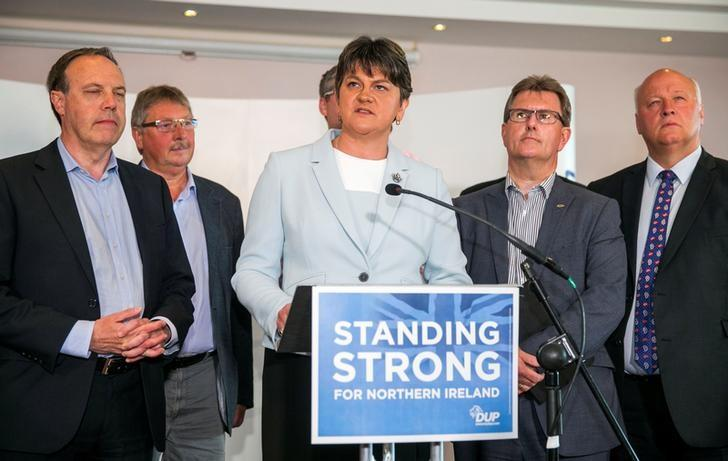 STANDING
STRONG
FOR NORTHERN IRELAND
DUP